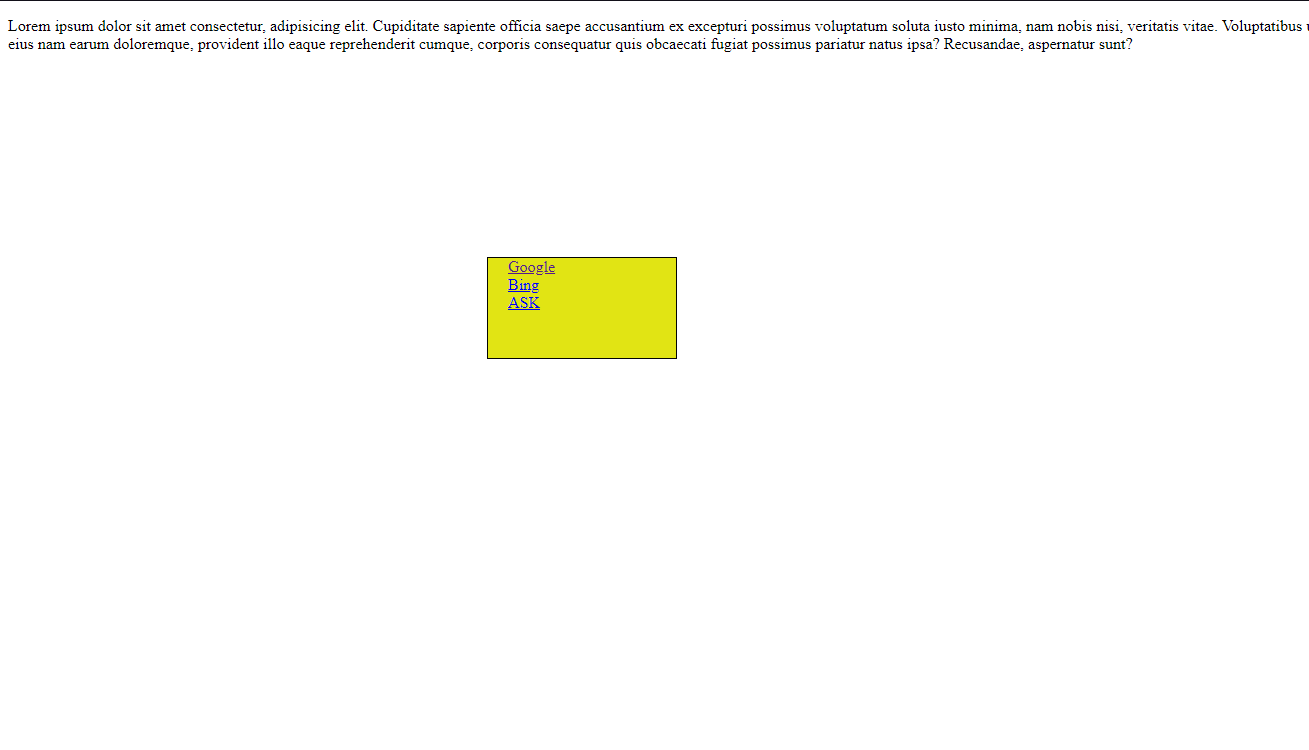 Lorem ipsum dolor sit amet consectetur, adipisicing elit. Cupiditate sapiente officia saepe accusantium ex excepturi possimus voluptatum soluta iusto minima, nam nobis nisi, veritatis vitae. Voluptatibus
eius nam earum doloremque, provident illo eaque reprehenderit cumque, corporis consequatur quis obcaecati fugiat possimus pariatur natus ipsa? Recusandae, aspernatur sunt?
Google
Bing
ASK